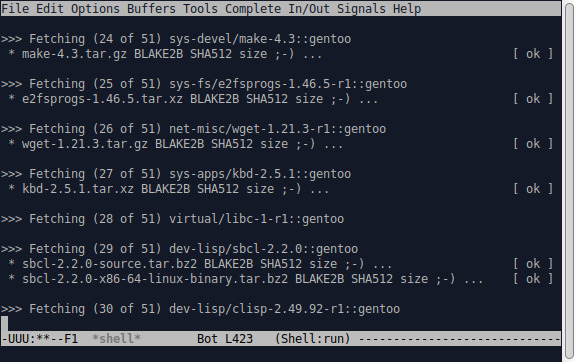 File Edit Options Buffers Tools Complete In/Out Signals Help
>>> Fetching (24 of 51) sys-devel/make-4.3::gentoo
* make-4.3.tar.gz BLAKE2B SHA512 size ;-) ... [ ok ]
>>> Fetching (25 of 51) sys-fs/e2fsprogs-1.46.5-r1::gentoo
* e2fsprogs-1.46.5.tar.xz BLAKE2B SHA512 size ;-) ... [ ok ]
>>> Fetching (26 of 51) net-misc/wget-1.21.3-r1::gentoo
* wget-1.21.3.tar.gz BLAKE2B SHA512 size ;-) ... [ ok ]
>>> Fetching (27 of 51) sys-apps/kbd-2.5.1::gentoo
* kbd-2.5.1.tar.xz BLAKE2B SHA512 size ;-) ... [ ok ]
>>> Fetching (28 of 51) virtual/libc-1-r1::gentoo
>>> Fetching (29 of 51) dev-lisp/sbcl-2.2.0::gentoo
* sbcl-2.2.0-source.tar.bz2 BLAKE2B SHA512 size ;-) ... [ ok ]
* sbcl-2.2.0-x86-64-linux-binary.tar.bz2 BLAKE2B SHA512 size ;-) ... [ ok ]
>>> Fetching (30 of 51) dev-lisp/clisp-2.49.92-r1::gentoo
-UUU:**--F1 *shell* Bot L423 (Shell:run) ----------------------------